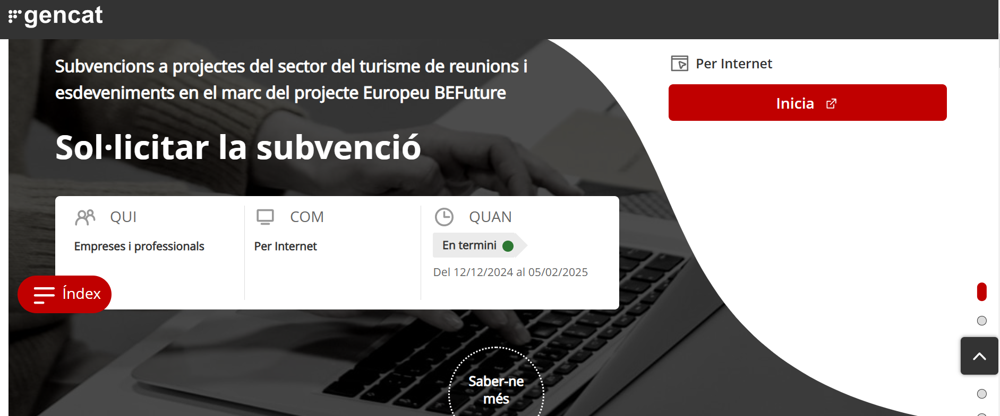 gencat
Subvencions a projectes del sector del turisme de reunions i
esdeveniments en el marc del projecte Europeu BEFuture
Sol·licitar la subvenció
QUI
Empreses i professionals
COM
Per Internet
QUAN
En termini
Del 12/12/2024 al 05/02/2025
Índex
Saber-ne
més
Per Internet
Inicia